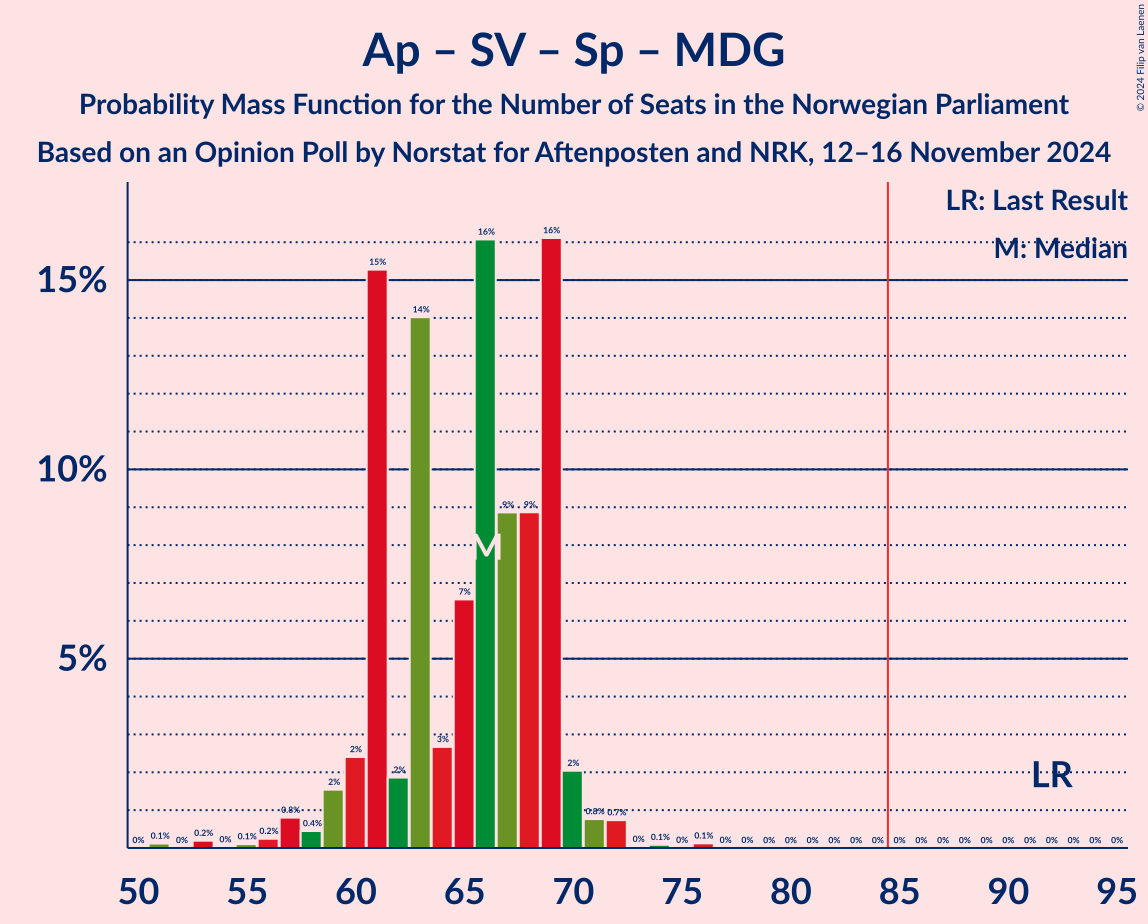 Ap – SV – Sp – MDG
Probability Mass Function for the Number of Seats in the Norwegian Parliament
Based on an Opinion Poll by Norstat for Aftenposten and NRK, 12–16 November 2024
© 2024 Filip van Laenen
LR: Last Result
M: Median
15%
10%
5%
0% 0.1% 0% 0.2% 0% 0.1% 0.2% 0.8% 0.4% 2% 2% 15% 2% 14% 3% 7% 16% 9% 9% 16% 2% 0.8% 0.7% 0% 0.1% 0% 0.1% 0% 0% 0% 0% 0% 0% 0% 0% 0% 0% 0% 0% 0% 0% 0% 0% 0% 0% 0%
M
LR
50 55 60 65 70 75 80 85 90 95